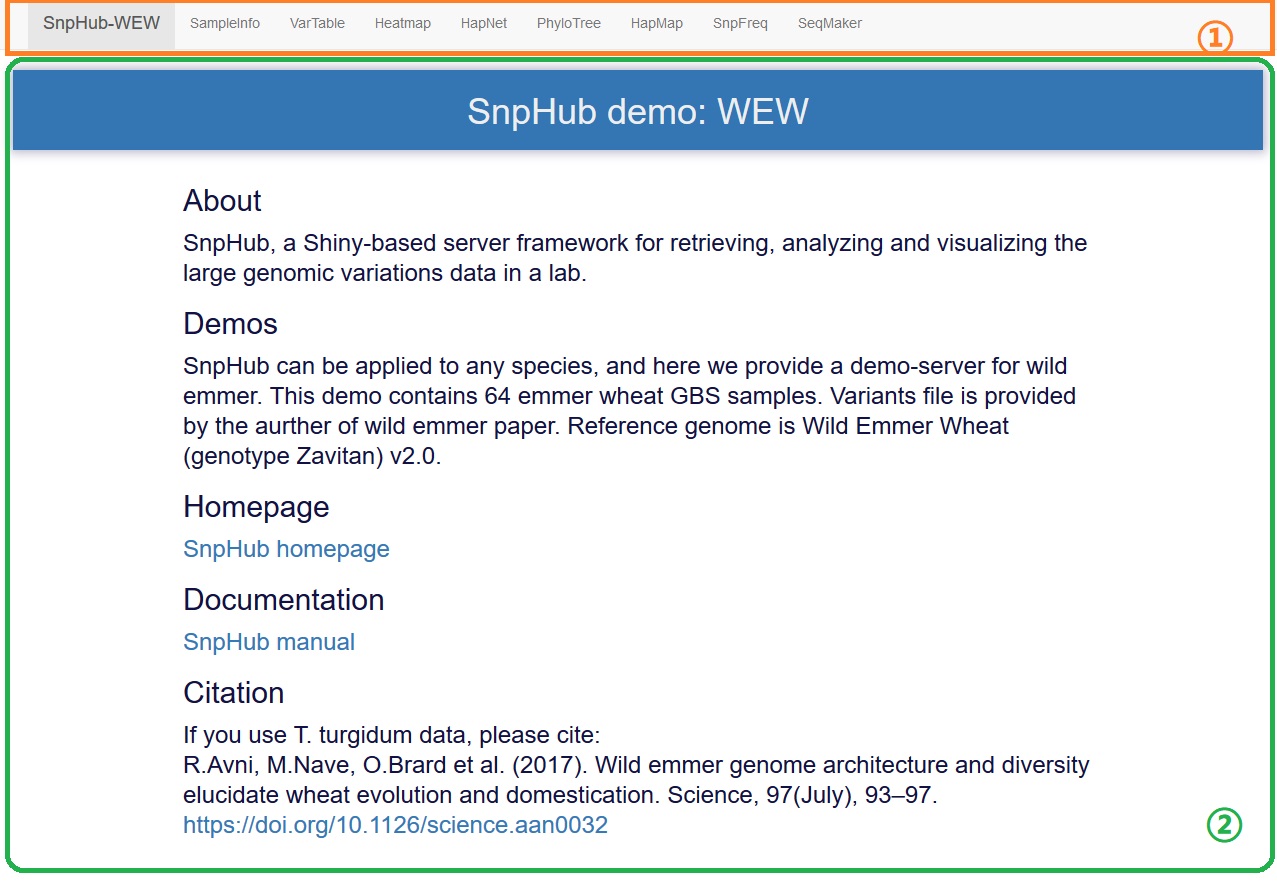 SnpHub-WEW SampleInfo VarTable Heatmap HapNet PhyloTree HapMap SnpFreq SeqMaker
①
SnpHub demo: WEW
About
SnpHub, a Shiny-based server framework for retrieving, analyzing and visualizing the
large genomic variations data in a lab.
Demos
SnpHub can be applied to any species, and here we provide a demo-server for wild
emmer. This demo contains 64 emmer wheat GBS samples. Variants file is provided
by the aurther of wild emmer paper. Reference genome is Wild Emmer Wheat
(genotype Zavitan) v2.0.
Homepage
SnpHub homepage
Documentation
SnpHub manual
Citation
If you use T. turgidum data, please cite:
R.Avni, M.Nave, O.Brard et al. (2017). Wild emmer genome architecture and diversity
elucidate wheat evolution and domestication. Science, 97(July), 93–97.
https://doi.org/10.1126/science.aan0032
②